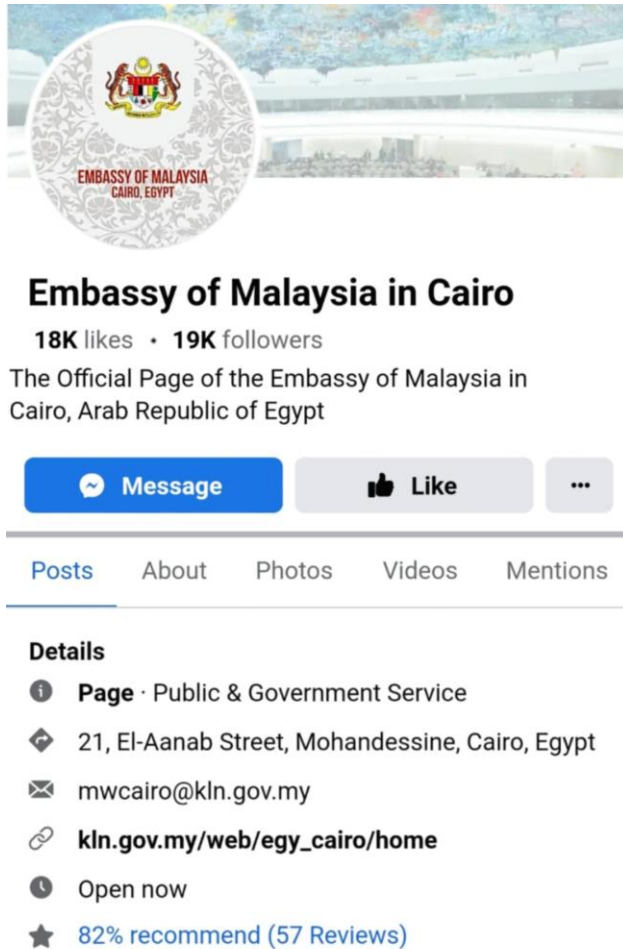 EMBASSY OF MALAYSIA
CAIRO, EGYPT
Embassy of Malaysia in Cairo
18K likes · 19K followers
The Official Page of the Embassy of Malaysia in
Cairo, Arab Republic of Egypt
Message
Like
Posts About Photos Videos Mentions
Details
Page · Public & Government Service
21, El-Aanab Street, Mohandessine, Cairo, Egypt
mwcairo@kln.gov.my
kln.gov.my/web/egy_cairo/home
Open now
82% recommend (57 Reviews)